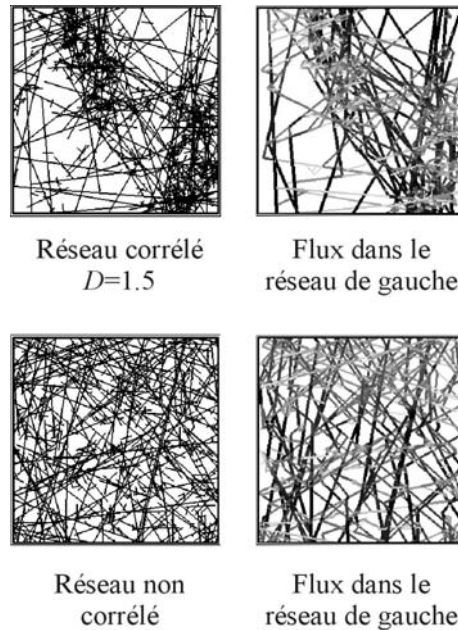 Réseau corrélé
D=1.5
Flux dans le
réseau de gauche
Réseau non
corrélé
Flux dans le
réseau de gauche